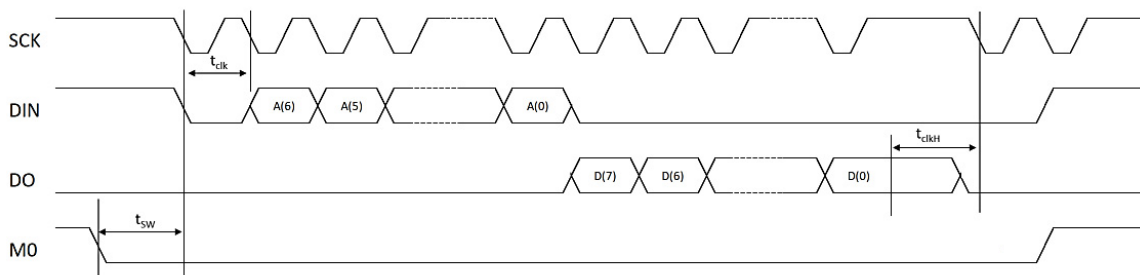 SCK
t_clk
DIN
A(6) A(5) A(0)
t_clkH
DO
D(7) D(6) D(0)
t_SW
M0